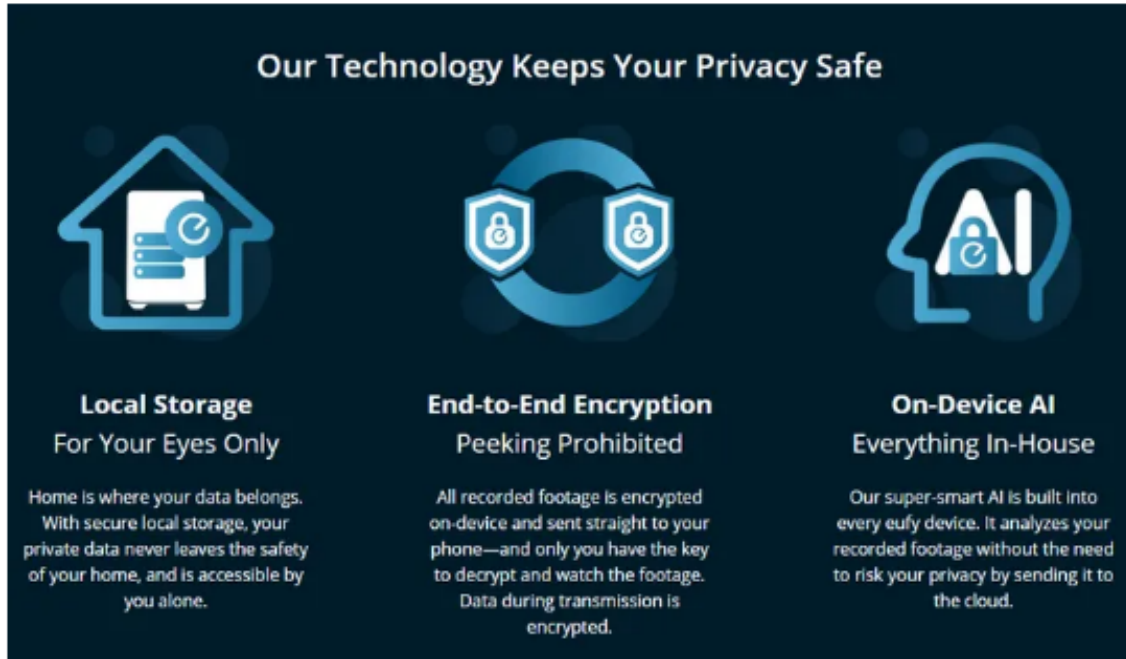 Our Technology Keeps Your Privacy Safe
AI
Local Storage
For Your Eyes Only
Home is where your data belongs.
With secure local storage, your
private data never leaves the safety
of your home, and is accessible by
you alone.
End-to-End Encryption
Peeking Prohibited
All recorded footage is encrypted
on-device and sent straight to your
phone—and only you have the key
to decrypt and watch the footage.
Data during transmission is
encrypted.
On-Device AI
Everything In-House
Our super-smart AI is built into
every eufy device. It analyzes your
recorded footage without the need
to risk your privacy by sending it to
the cloud.